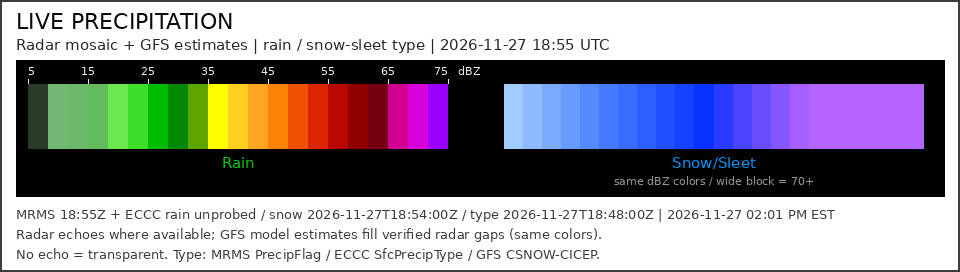 LIVE PRECIPITATION
Radar mosaic + GFS estimates | rain / snow-sleet type | 2026-11-27 18:55 UTC
5 15 25 35 45 55 65 75 dBZ
Rain
Snow/Sleet
same dBZ colors / wide block = 70+
MRMS 18:55Z + ECCC rain unprobed / snow 2026-11-27T18:54:00Z / type 2026-11-27T18:48:00Z | 2026-11-27 02:01 PM EST
Radar echoes where available; GFS model estimates fill verified radar gaps (same colors).
No echo = transparent. Type: MRMS PrecipFlag / ECCC SfcPrecipType / GFS CSNOW-CICEP.